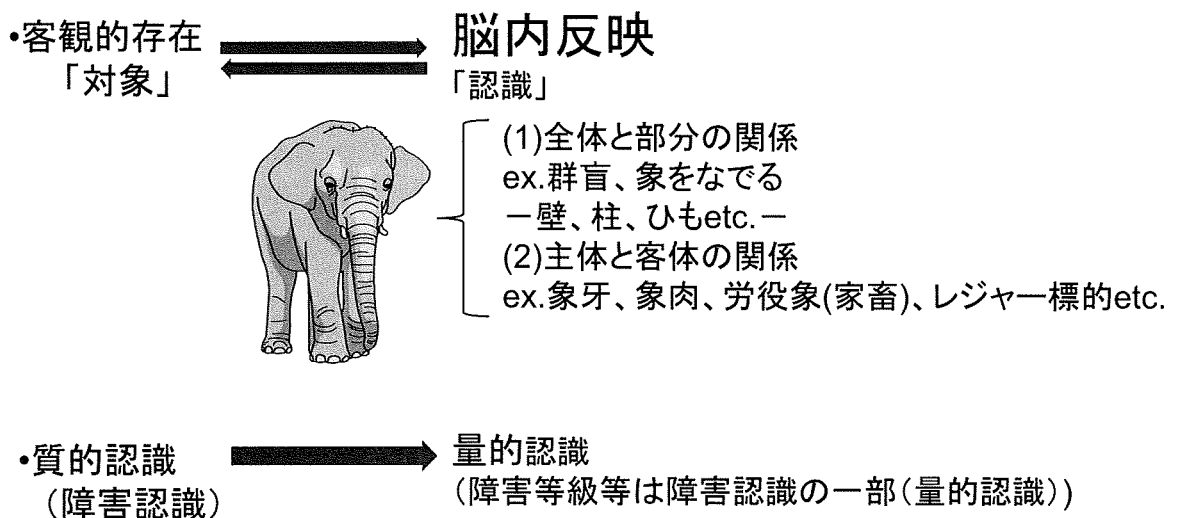 •客観的存在
「対象」
脳内反映
「認識」
(1)全体と部分の関係
ex.群盲、象をなでる
－壁、柱、ひもetc.－
(2)主体と客体の関係
ex.象牙、象肉、労役象(家畜)、レジャー標的etc.
•質的認識
（障害認識）
量的認識
（障害等級等は障害認識の一部（量的認識））